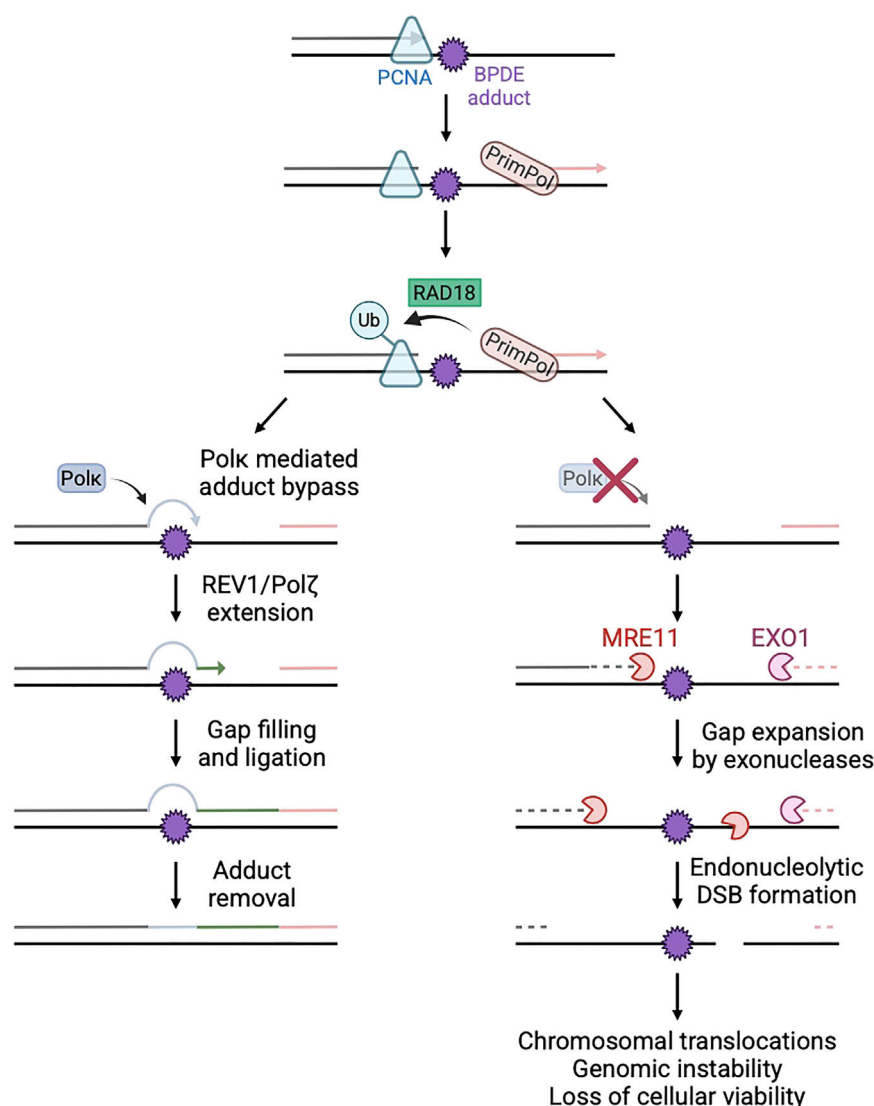 PCNA
BPDE
adduct
PrimPol
RAD18
Ub
PrimPol
Polκ
Polκ mediated
adduct bypass
Polκ
REV1/Polζ
extension
MRE11
EXO1
Gap filling
and ligation
Gap expansion
by exonucleases
Adduct
removal
Endonucleolytic
DSB formation
Chromosomal translocations
Genomic instability
Loss of cellular viability